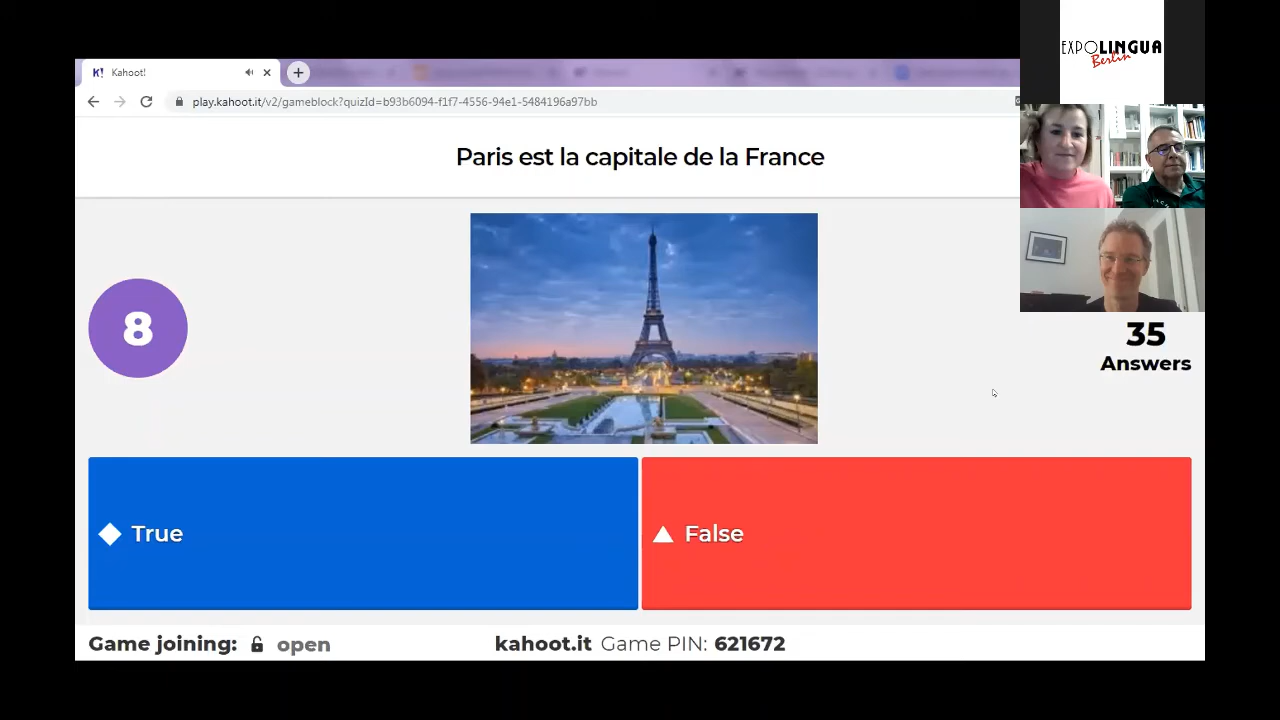 Kahoot!
play.kahoot.it/v2/gameblock?quizId=b93b6094-f1f7-4556-94e1-5484196a97bb
EXPOLINGUA
Berlin
Paris est la capitale de la France
8
35
Answers
True
False
Game joining: open
kahoot.it Game PIN: 621672